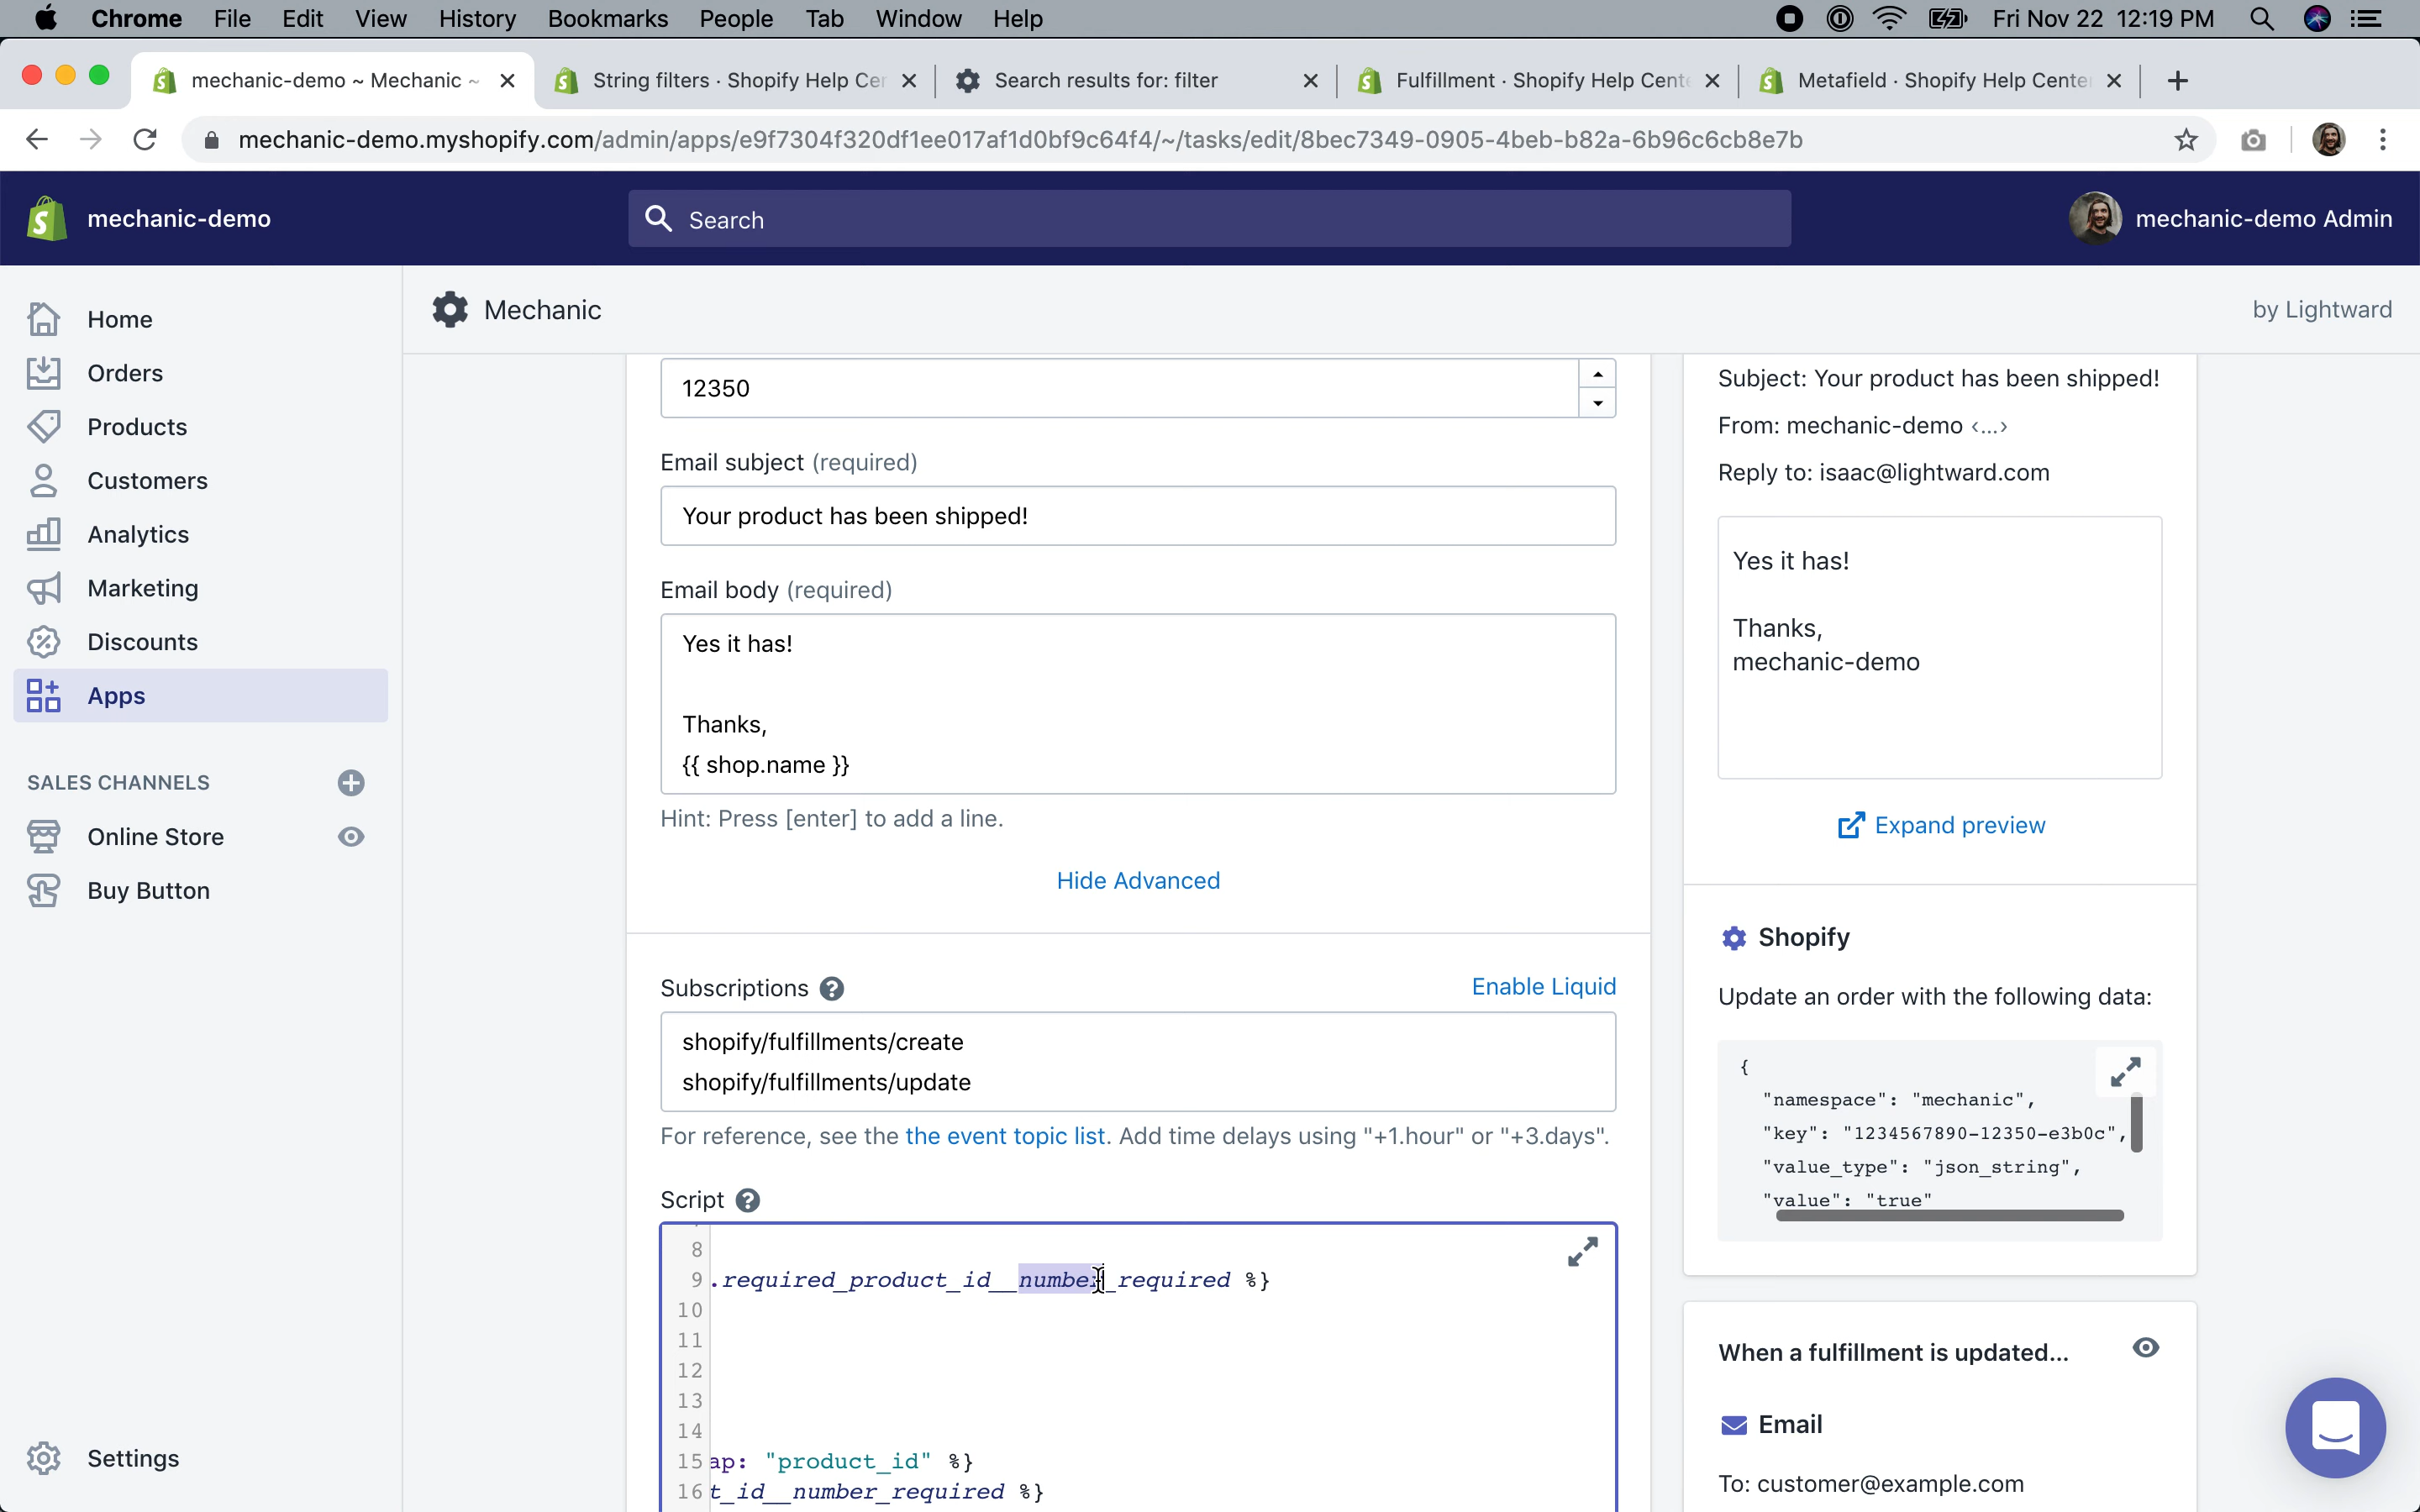 Chrome File Edit View History Bookmarks People Tab Window Help Fri Nov 22 12:19 PM
mechanic-demo ~ Mechanic ~
String filters · Shopify Help Cen
Search results for: filter
Fulfillment · Shopify Help Cente
Metafield · Shopify Help Center
mechanic-demo.myshopify.com/admin/apps/e9f7304f320df1ee017af1d0bf9c64f4/~/tasks/edit/8bec7349-0905-4beb-b82a-6b96c6cb8e7b
mechanic-demo
Search
mechanic-demo Admin
Mechanic
by Lightward
Home
Orders
Products
Customers
Analytics
Marketing
Discounts
Apps
SALES CHANNELS
Online Store
Buy Button
Settings
12350
Email subject (required)
Your product has been shipped!
Email body (required)
Yes it has!
Thanks,
{{ shop.name }}
Hint: Press [enter] to add a line.
Hide Advanced
Subscriptions ?
Enable Liquid
shopify/fulfillments/create
shopify/fulfillments/update
For reference, see the the event topic list. Add time delays using "+1.hour" or "+3.days".
Script ?
8
9 .required_product_id__number_required %}
10
11
12
13
14
15 ap: "product_id" %}
16 t_id__number_required %}
Subject: Your product has been shipped!
From: mechanic-demo <...>
Reply to: isaac@lightward.com
Yes it has!
Thanks,
mechanic-demo
Expand preview
Shopify
Update an order with the following data:
{
"namespace": "mechanic",
"key": "1234567890-12350-e3b0c",
"value_type": "json_string",
"value": "true"
When a fulfillment is updated...
Email
To: customer@example.com